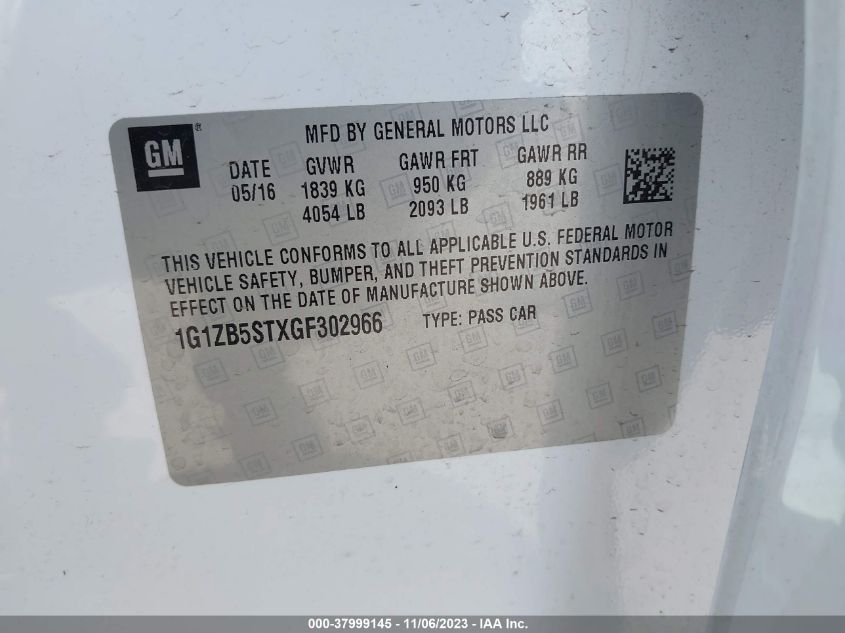 GM®
MFD BY GENERAL MOTORS LLC
DATE GVWR GAWR FRT GAWR RR
05/16 1839 KG 950 KG 889 KG
4054 LB 2093 LB 1961 LB
THIS VEHICLE CONFORMS TO ALL APPLICABLE U.S. FEDERAL MOTOR
VEHICLE SAFETY, BUMPER, AND THEFT PREVENTION STANDARDS IN
EFFECT ON THE DATE OF MANUFACTURE SHOWN ABOVE.
1G1ZB5STXGF302966 TYPE: PASS CAR
000-37999145 - 11/06/2023 - IAA Inc.